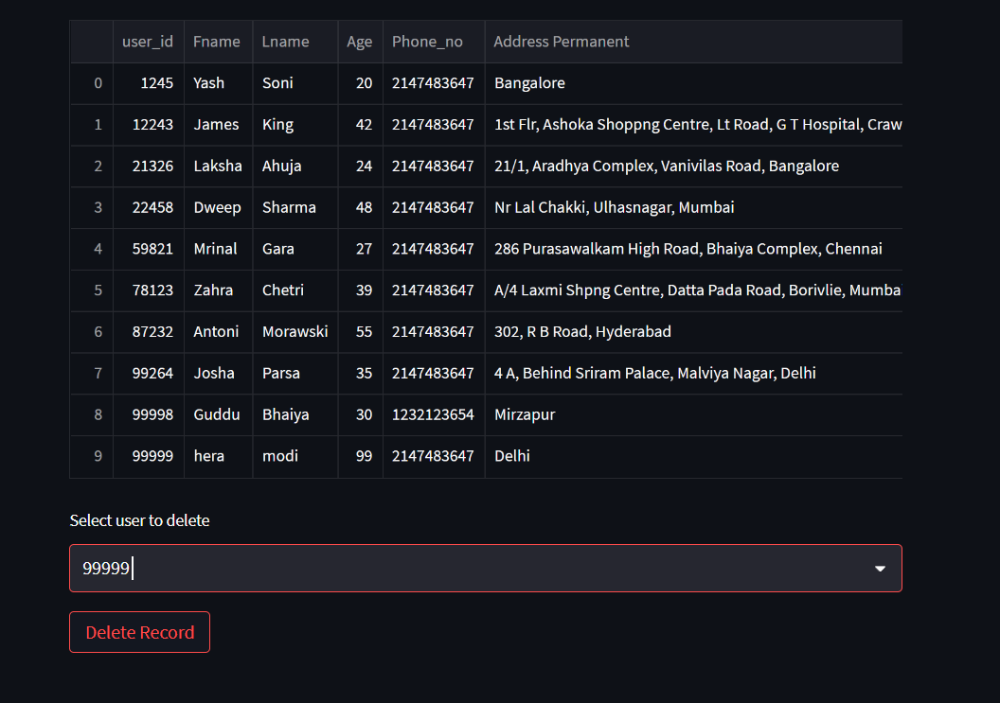 user_id Fname Lname Age Phone_no Address Permanent
0 1245 Yash Soni 20 2147483647 Bangalore
1 12243 James King 42 2147483647 1st Flr, Ashoka Shoppng Centre, Lt Road, G T Hospital, Craw
2 21326 Laksha Ahuja 24 2147483647 21/1, Aradhya Complex, Vanivilas Road, Bangalore
3 22458 Dweep Sharma 48 2147483647 Nr Lal Chakki, Ulhasnagar, Mumbai
4 59821 Mrinal Gara 27 2147483647 286 Purasawalkam High Road, Bhaiya Complex, Chennai
5 78123 Zahra Chetri 39 2147483647 A/4 Laxmi Shpng Centre, Datta Pada Road, Borivlie, Mumba
6 87232 Antoni Morawski 55 2147483647 302, R B Road, Hyderabad
7 99264 Josha Parsa 35 2147483647 4 A, Behind Sriram Palace, Malviya Nagar, Delhi
8 99998 Guddu Bhaiya 30 1232123654 Mirzapur
9 99999 hera modi 99 2147483647 Delhi
Select user to delete
99999
Delete Record